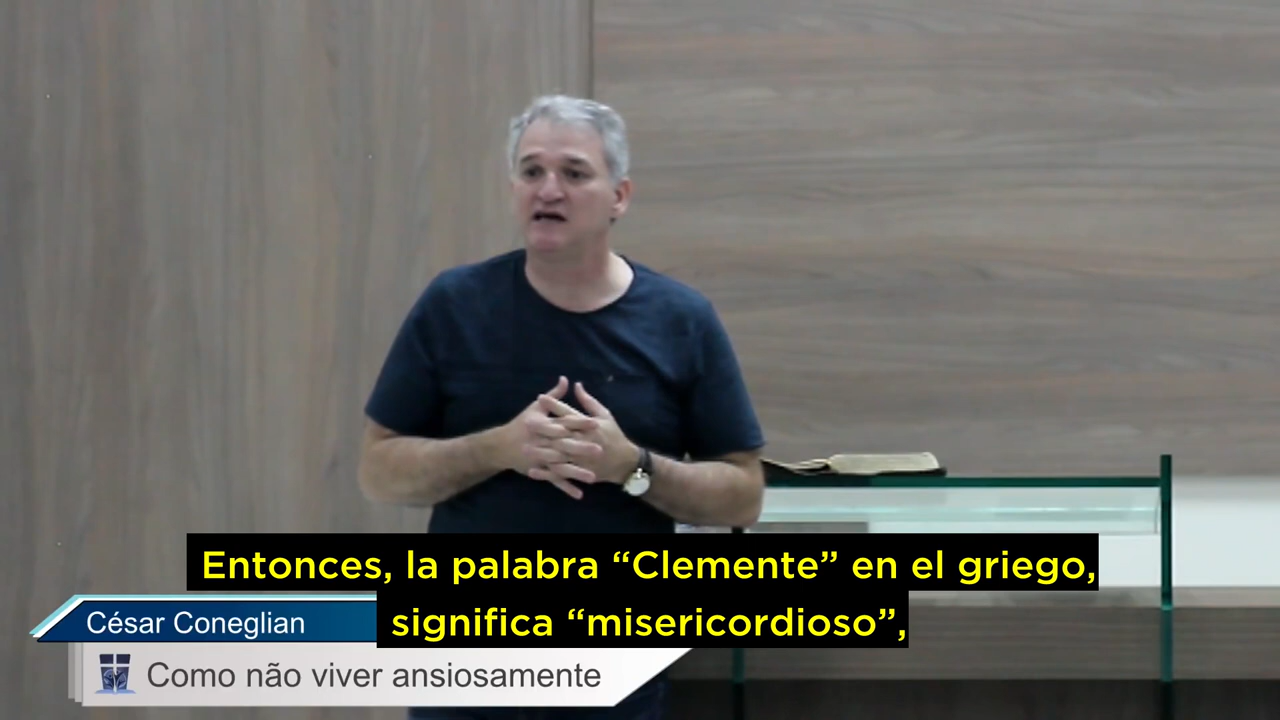 Entonces, la palabra “Clemente” en el griego,
significa “misericordioso”,
César Coneglian
Como não viver ansiosamente